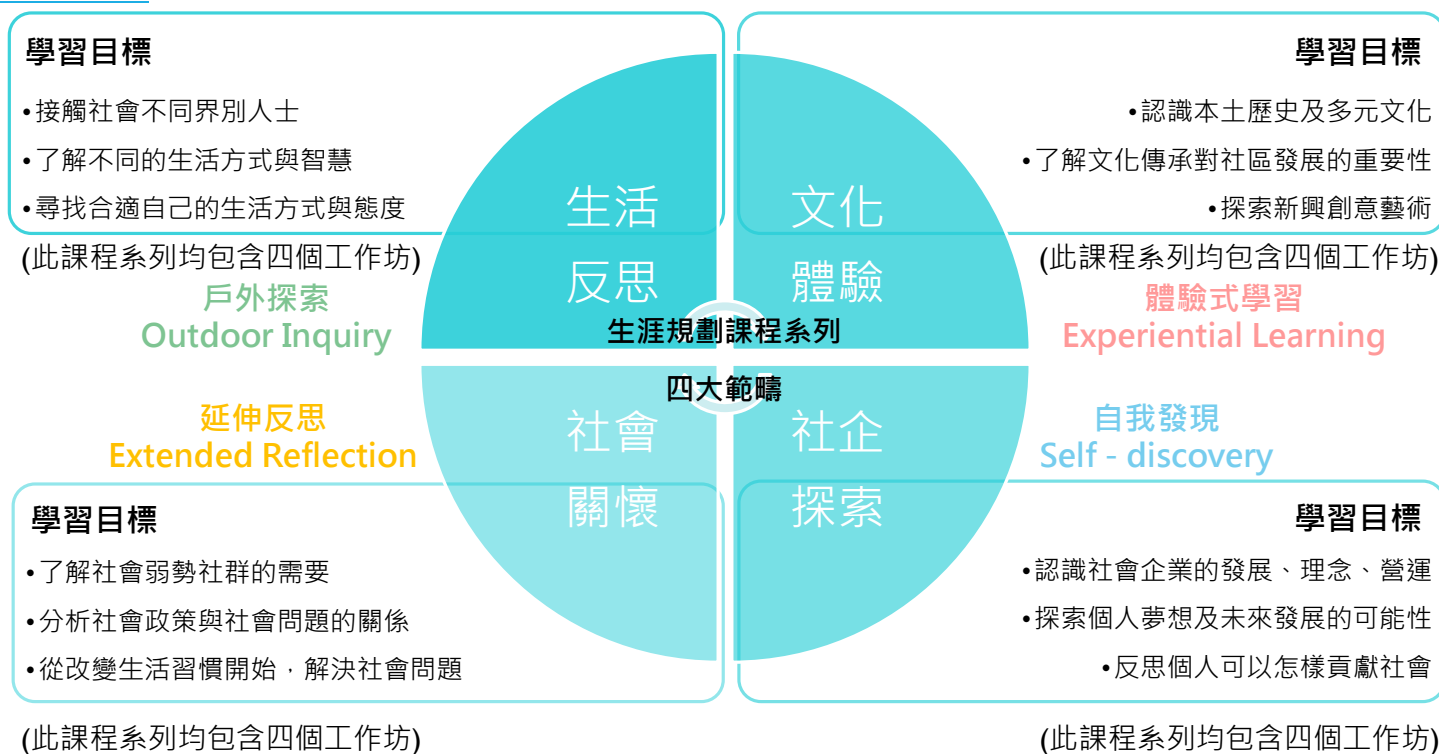 學習目標
•接觸社會不同界別人士
•了解不同的生活方式與智慧
•尋找合適自己的生活方式與態度
(此課程系列均包含四個工作坊)
戶外探索
Outdoor Inquiry
生活
反思
文化
體驗
學習目標
•認識本土歷史及多元文化
•了解文化傳承對社區發展的重要性
•探索新興創意藝術
(此課程系列均包含四個工作坊)
體驗式學習
Experiential Learning
生涯規劃課程系列
四大範疇
延伸反思
Extended Reflection
社會
關懷
社企
探索
自我發現
Self - discovery
學習目標
•了解社會弱勢社群的需要
•分析社會政策與社會問題的關係
•從改變生活習慣開始，解決社會問題
(此課程系列均包含四個工作坊)
學習目標
•認識社會企業的發展、理念、營運
•探索個人夢想及未來發展的可能性
•反思個人可以怎樣貢獻社會
(此課程系列均包含四個工作坊)